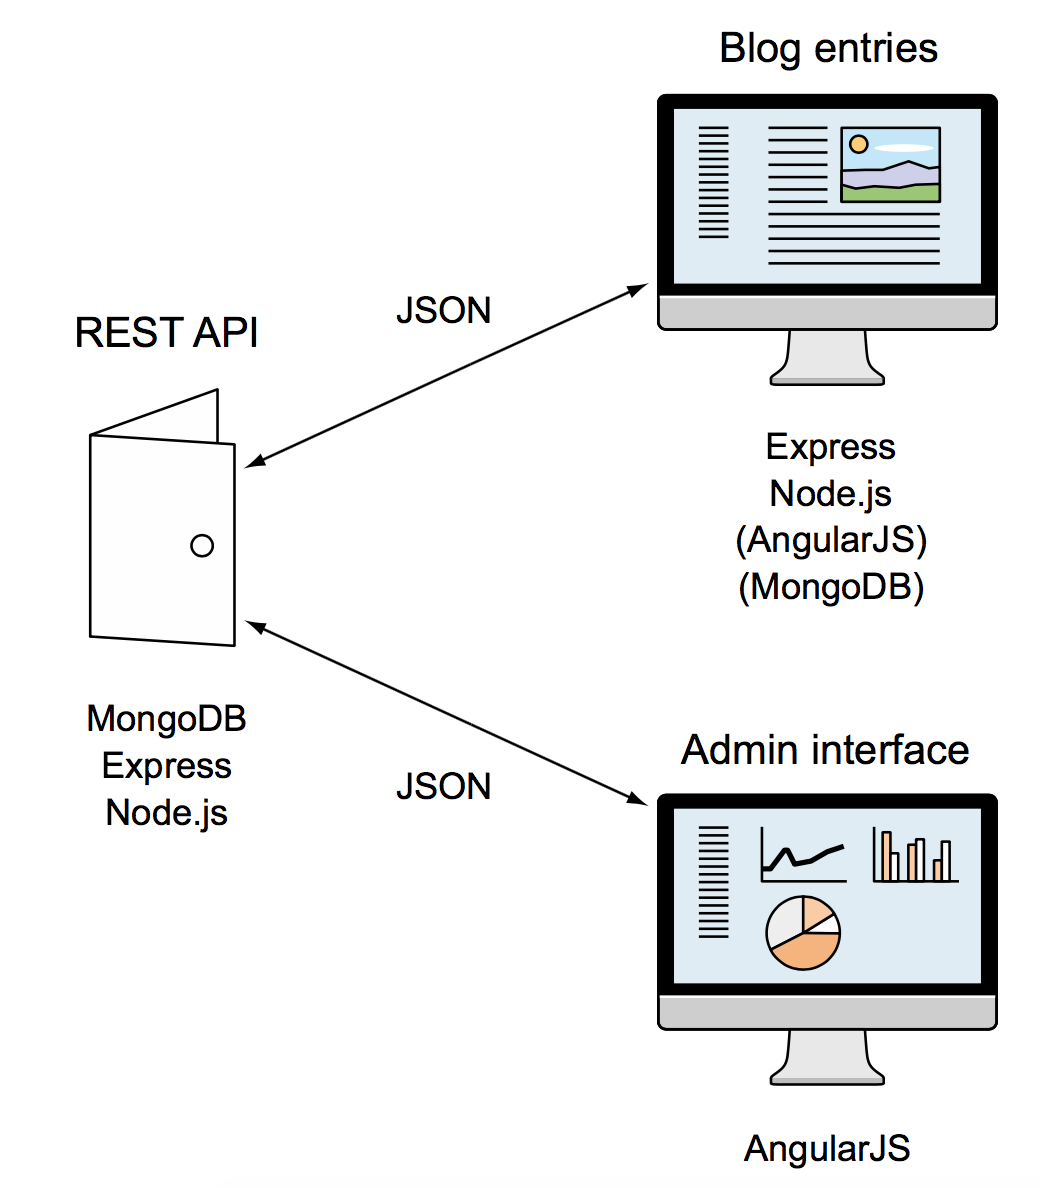 Blog entries
JSON
REST API
Express
Node.js
(AngularJS)
(MongoDB)
MongoDB
Express
Node.js
JSON
Admin interface
AngularJS